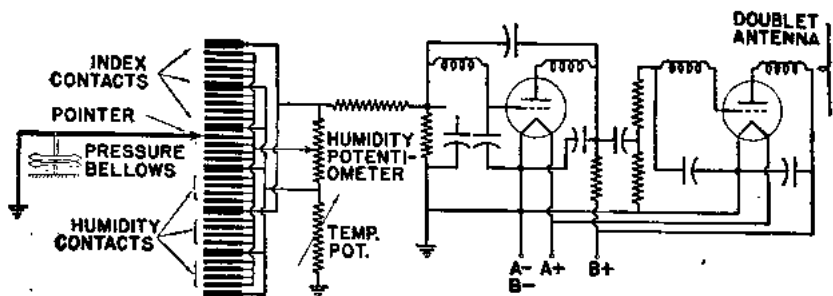 INDEX
CONTACTS
POINTER
PRESSURE
BELLOWS
HUMIDITY
CONTACTS
HUMIDITY
POTENTI-
OMETER
TEMP.
POT.
DOUBLET
ANTENNA
A- A+ B+
B-